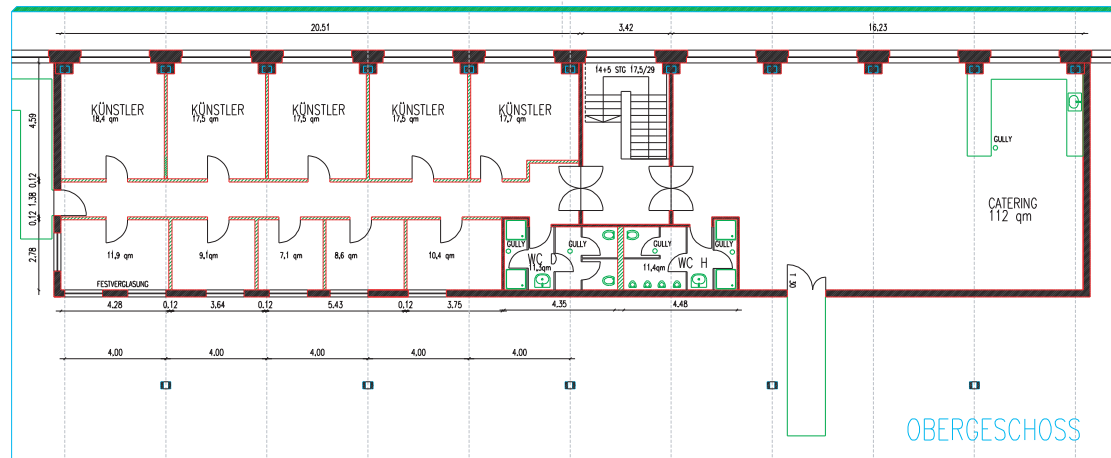 20.51 3.42 16.23
14+5 STG 17,5/29
KÜNSTLER
18,4 qm
KÜNSTLER
17,5 qm
KÜNSTLER
17,5 qm
KÜNSTLER
17,5 qm
KÜNSTLER
17,7 qm
4.59
0.12
1.38
0.12
2.78
GULLY
CATERING
112 qm
11,9 qm
9,1qm
7,1 qm
8,6 qm
10,4 qm
GULLY
GULLY
GULLY
GULLY
WC D
11,3qm
WC H
11,4qm
FESTVERGLASUNG
1.30
4.28 0.12 3.64 0.12 5.43 0.12 3.75 4.35 4.48
4.00 4.00 4.00 4.00 4.00
OBERGESCHOSS